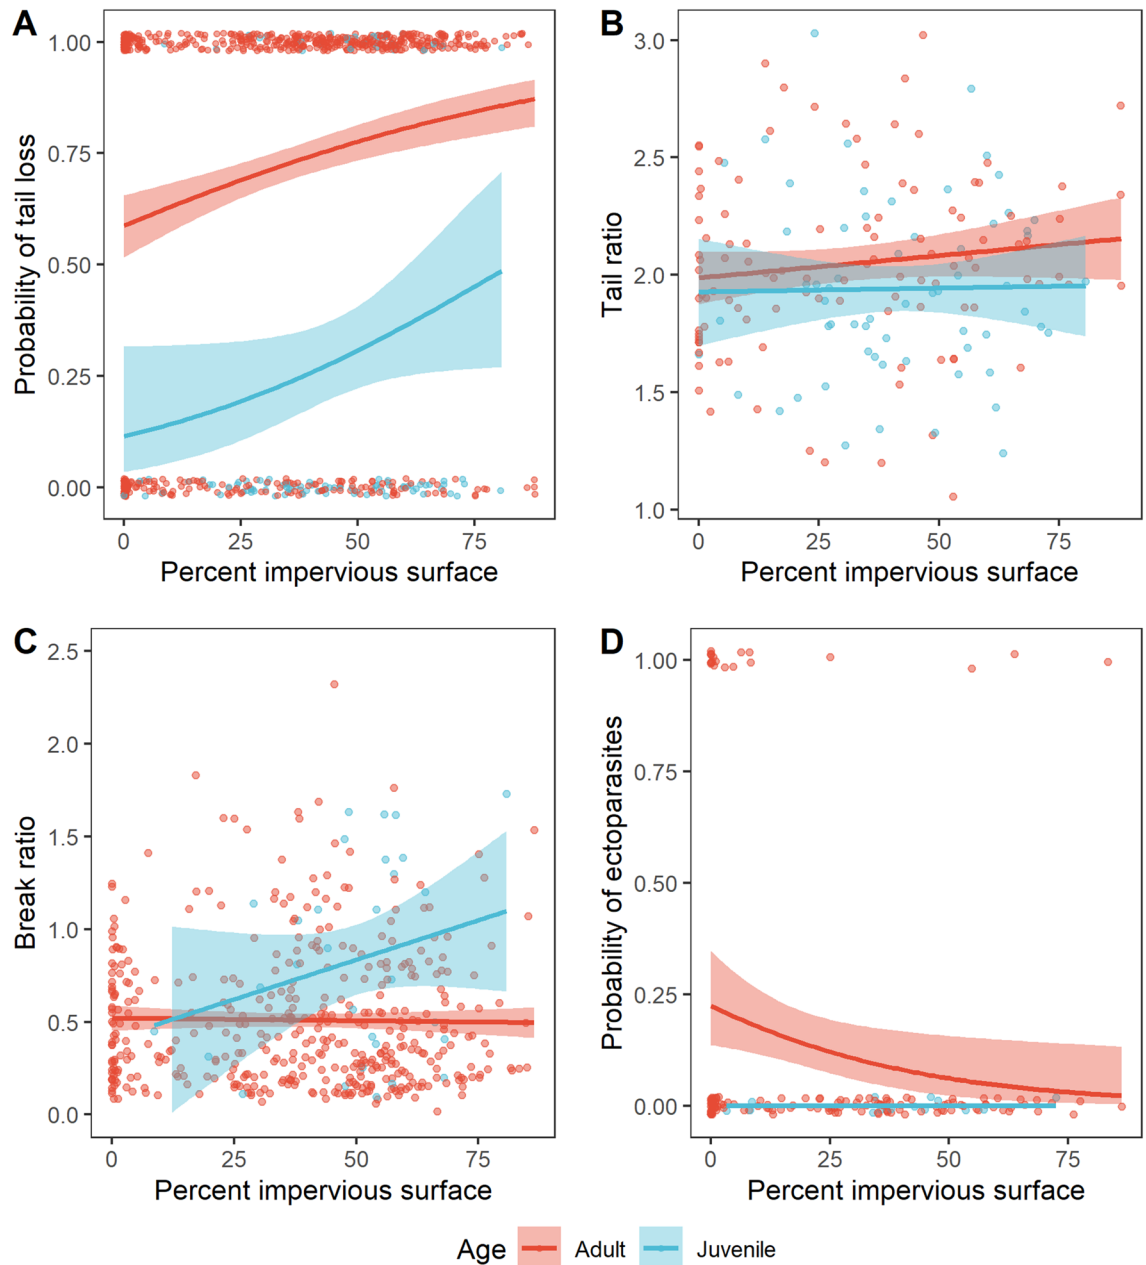 A
Probability of tail loss
1.00
0.75
0.50
0.25
0.00
0 25 50 75
Percent impervious surface
B
Tail ratio
3.0
2.5
2.0
1.5
1.0
0 25 50 75
Percent impervious surface
C
Break ratio
2.5
2.0
1.5
1.0
0.5
0.0
0 25 50 75
Percent impervious surface
D
Probability of ectoparasites
1.00
0.75
0.50
0.25
0.00
0 25 50 75
Percent impervious surface
Age Adult Juvenile